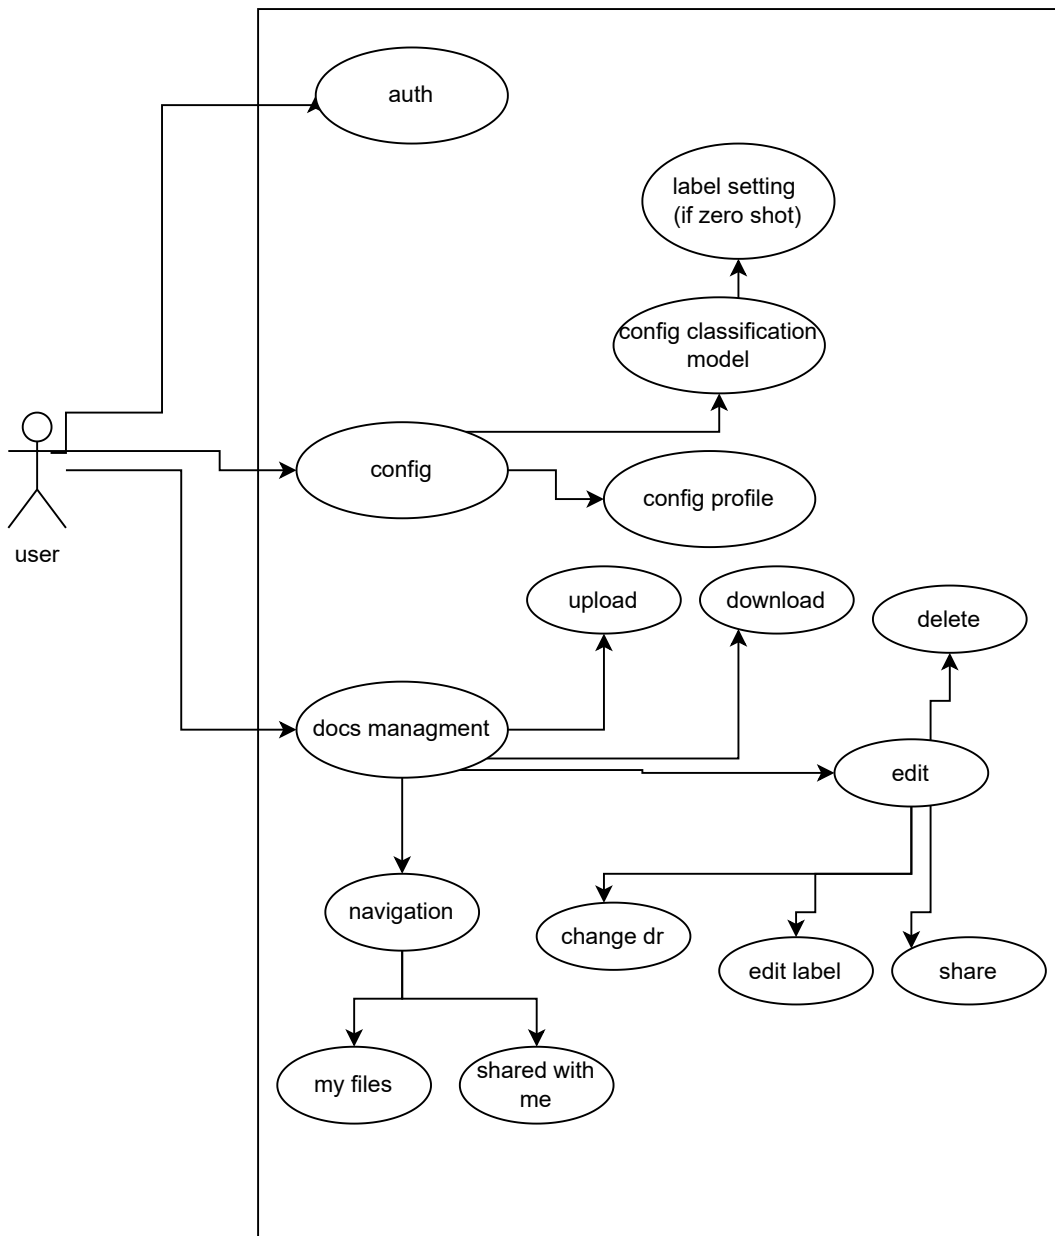 auth
label setting
(if zero shot)
config classification
model
config
config profile
user
upload
download
delete
docs managment
edit
navigation
change dr
edit label
share
my files
shared with
me